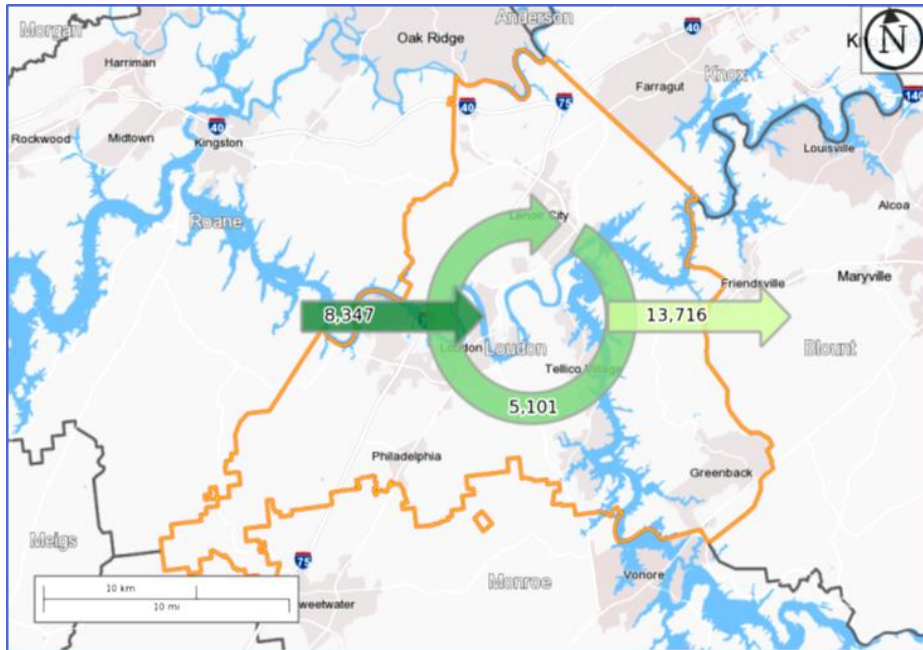 Morgan
Anderson
Oak Ridge
40
N
Harriman
Knox
Farragut
40
75
140
Rockwood
Midtown
40
Kingston
Louisville
Roane
Lenoir City
Alcoa
Friendsville
Maryville
8,347
13,716
Loudon
Loudon
Blount
Tellico Village
5,101
Philadelphia
Greenback
Meigs
75
Monroe
Vonore
10 km
10 mi
weetwater